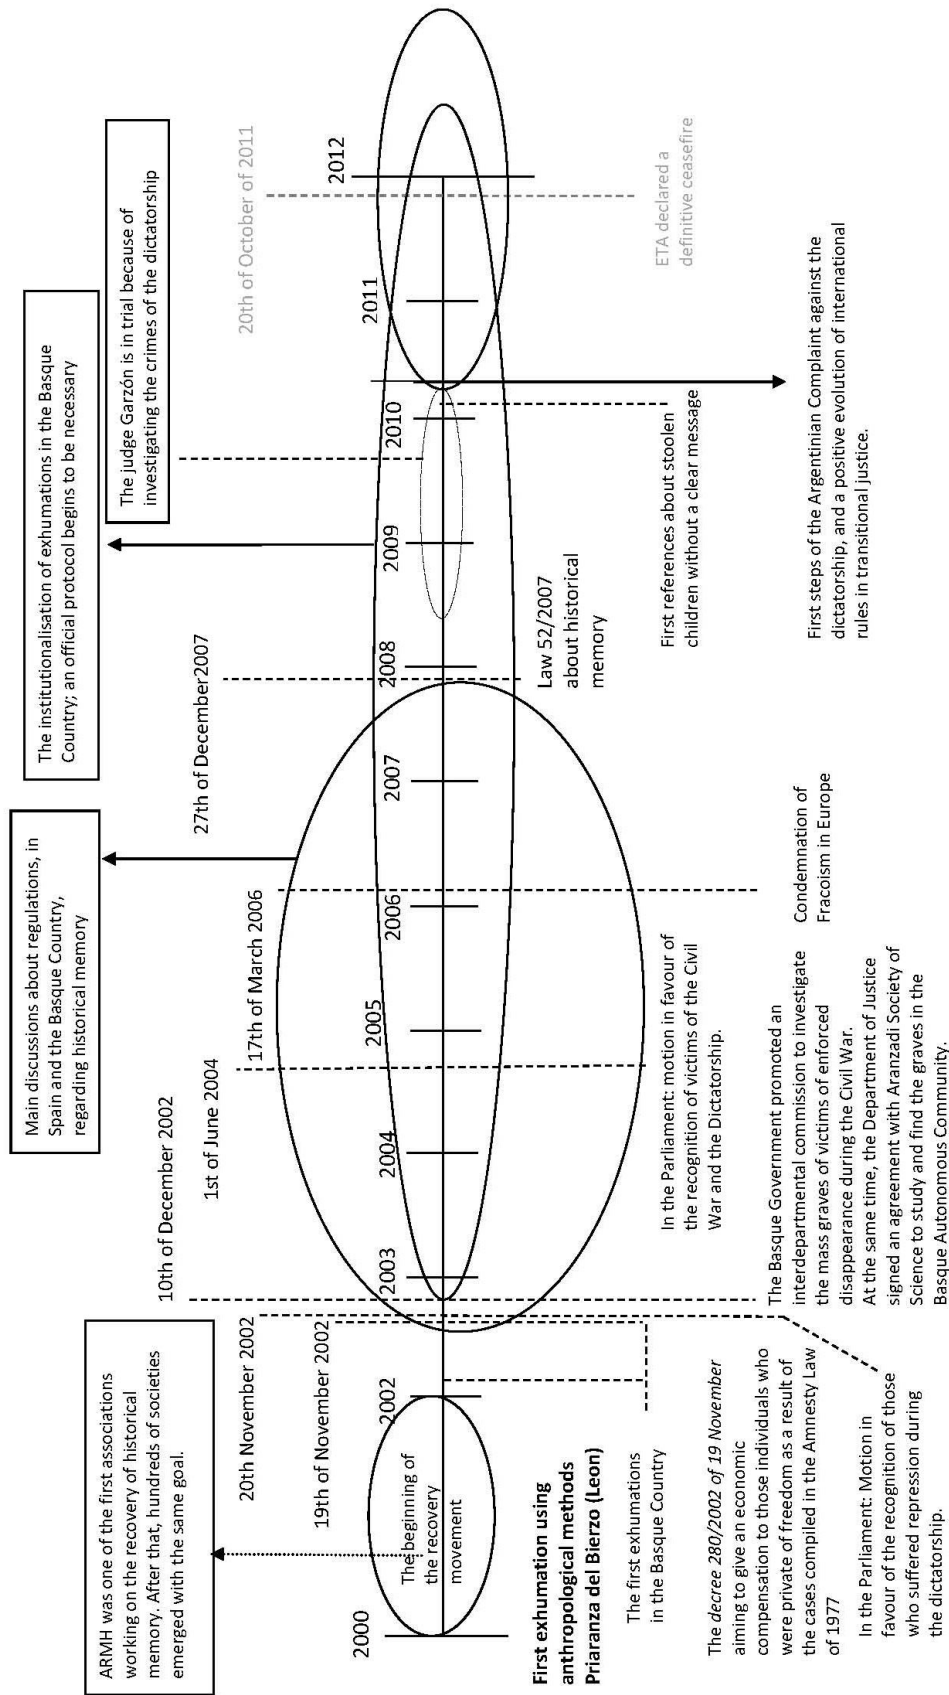 ARMH was one of the first associations
working on the recovery of historical
memory. After that, hundreds of societies
emerged with the same goal.
Main discussions about regulations, in
Spain and the Basque Country,
regarding historical memory
The institutionalisation of exhumations in the Basque
Country; an official protocol begins to be necessary
The judge Garzón is in trial because of
investigating the crimes of the dictatorship
20th November 2002
19th of November 2002
10th of December 2002
1st of June 2004
17th of March 2006
27th of December2007
20th of October of 2011
2000
The beginning of
the recovery
movement
2002
2003
2004
2005
2006
2007
2008
2009
2010
2011
2012
First exhumation using
anthropological methods
Priaranza del Bierzo (Leon)
The first exhumations
in the Basque Country
The decree 280/2002 of 19 November
aiming to give an economic
compensation to those individuals who
were private of freedom as a result of
the cases compiled in the Amnesty Law
of 1977
In the Parliament: Motion in
favour of the recognition of those
who suffered repression during
the dictatorship.
In the Parliament: motion in favour of
the recognition of victims of the Civil
War and the Dictatorship.
The Basque Government promoted an
interdepartmental commission to investigate
the mass graves of victims of enforced
disappearance during the Civil War.
At the same time, the Department of Justice
signed an agreement with Aranzadi Society of
Science to study and find the graves in the
Basque Autonomous Community.
Condemnation of
Fracoism in Europe
Law 52/2007
about historical
memory
First references about stoolen
children without a clear message
ETA declared a
definitive ceasefire
First steps of the Argentinian Complaint against the
dictatorship, and a positive evolution of international
rules in transitional justice.